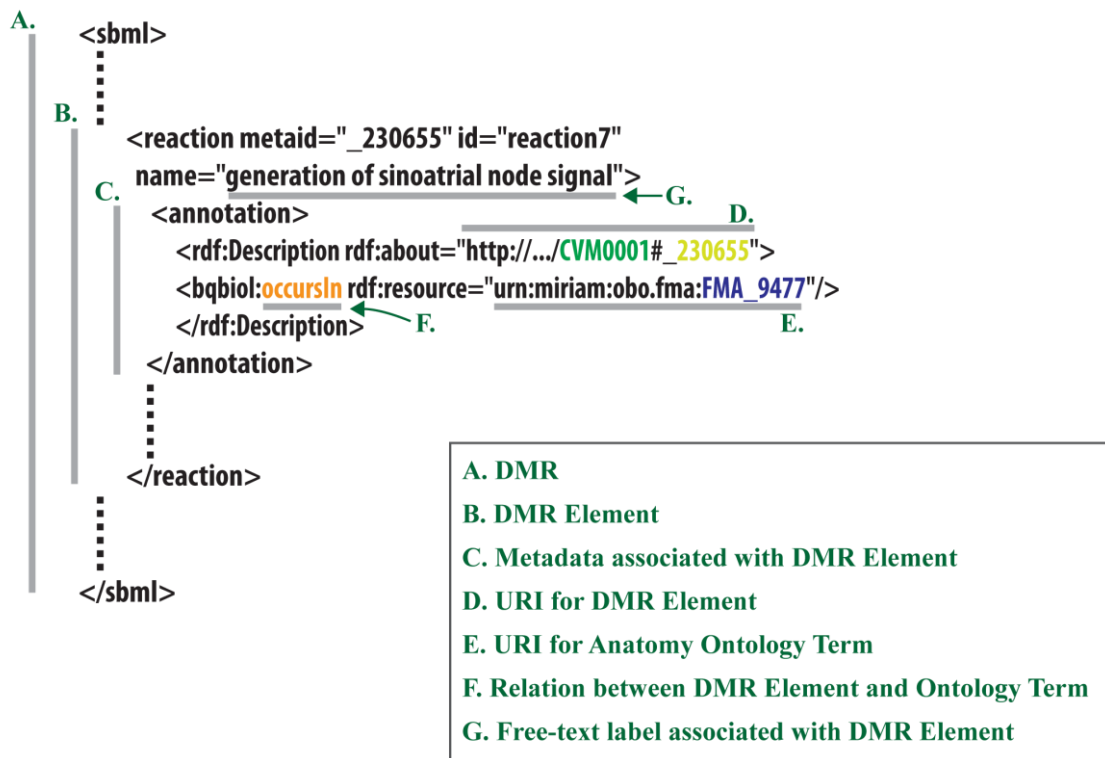 A.
<sbml>
B.
<reaction metaid="_230655" id="reaction7"
name="generation of sinoatrial node signal">
C.
G.
<annotation>
D.
<rdf:Description rdf:about="http://.../CVM0001#_230655">
<bqbiol:occursIn rdf:resource="urn:miriam:obo.fma:FMA_9477"/>
</rdf:Description>
F.
E.
</annotation>
</reaction>
</sbml>
A. DMR
B. DMR Element
C. Metadata associated with DMR Element
D. URI for DMR Element
E. URI for Anatomy Ontology Term
F. Relation between DMR Element and Ontology Term
G. Free-text label associated with DMR Element